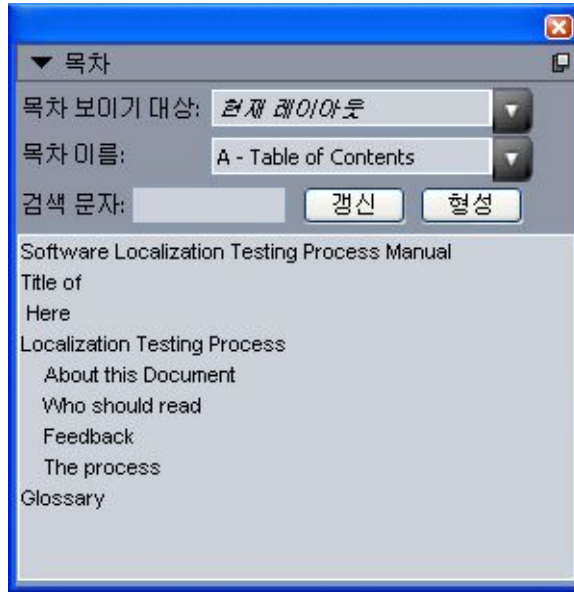 목차
목차 보이기 대상: 현재 레이아웃
목차 이름: A - Table of Contents
검색 문자: 갱신 형성
Software Localization Testing Process Manual
Title of
Here
Localization Testing Process
About this Document
Who should read
Feedback
The process
Glossary